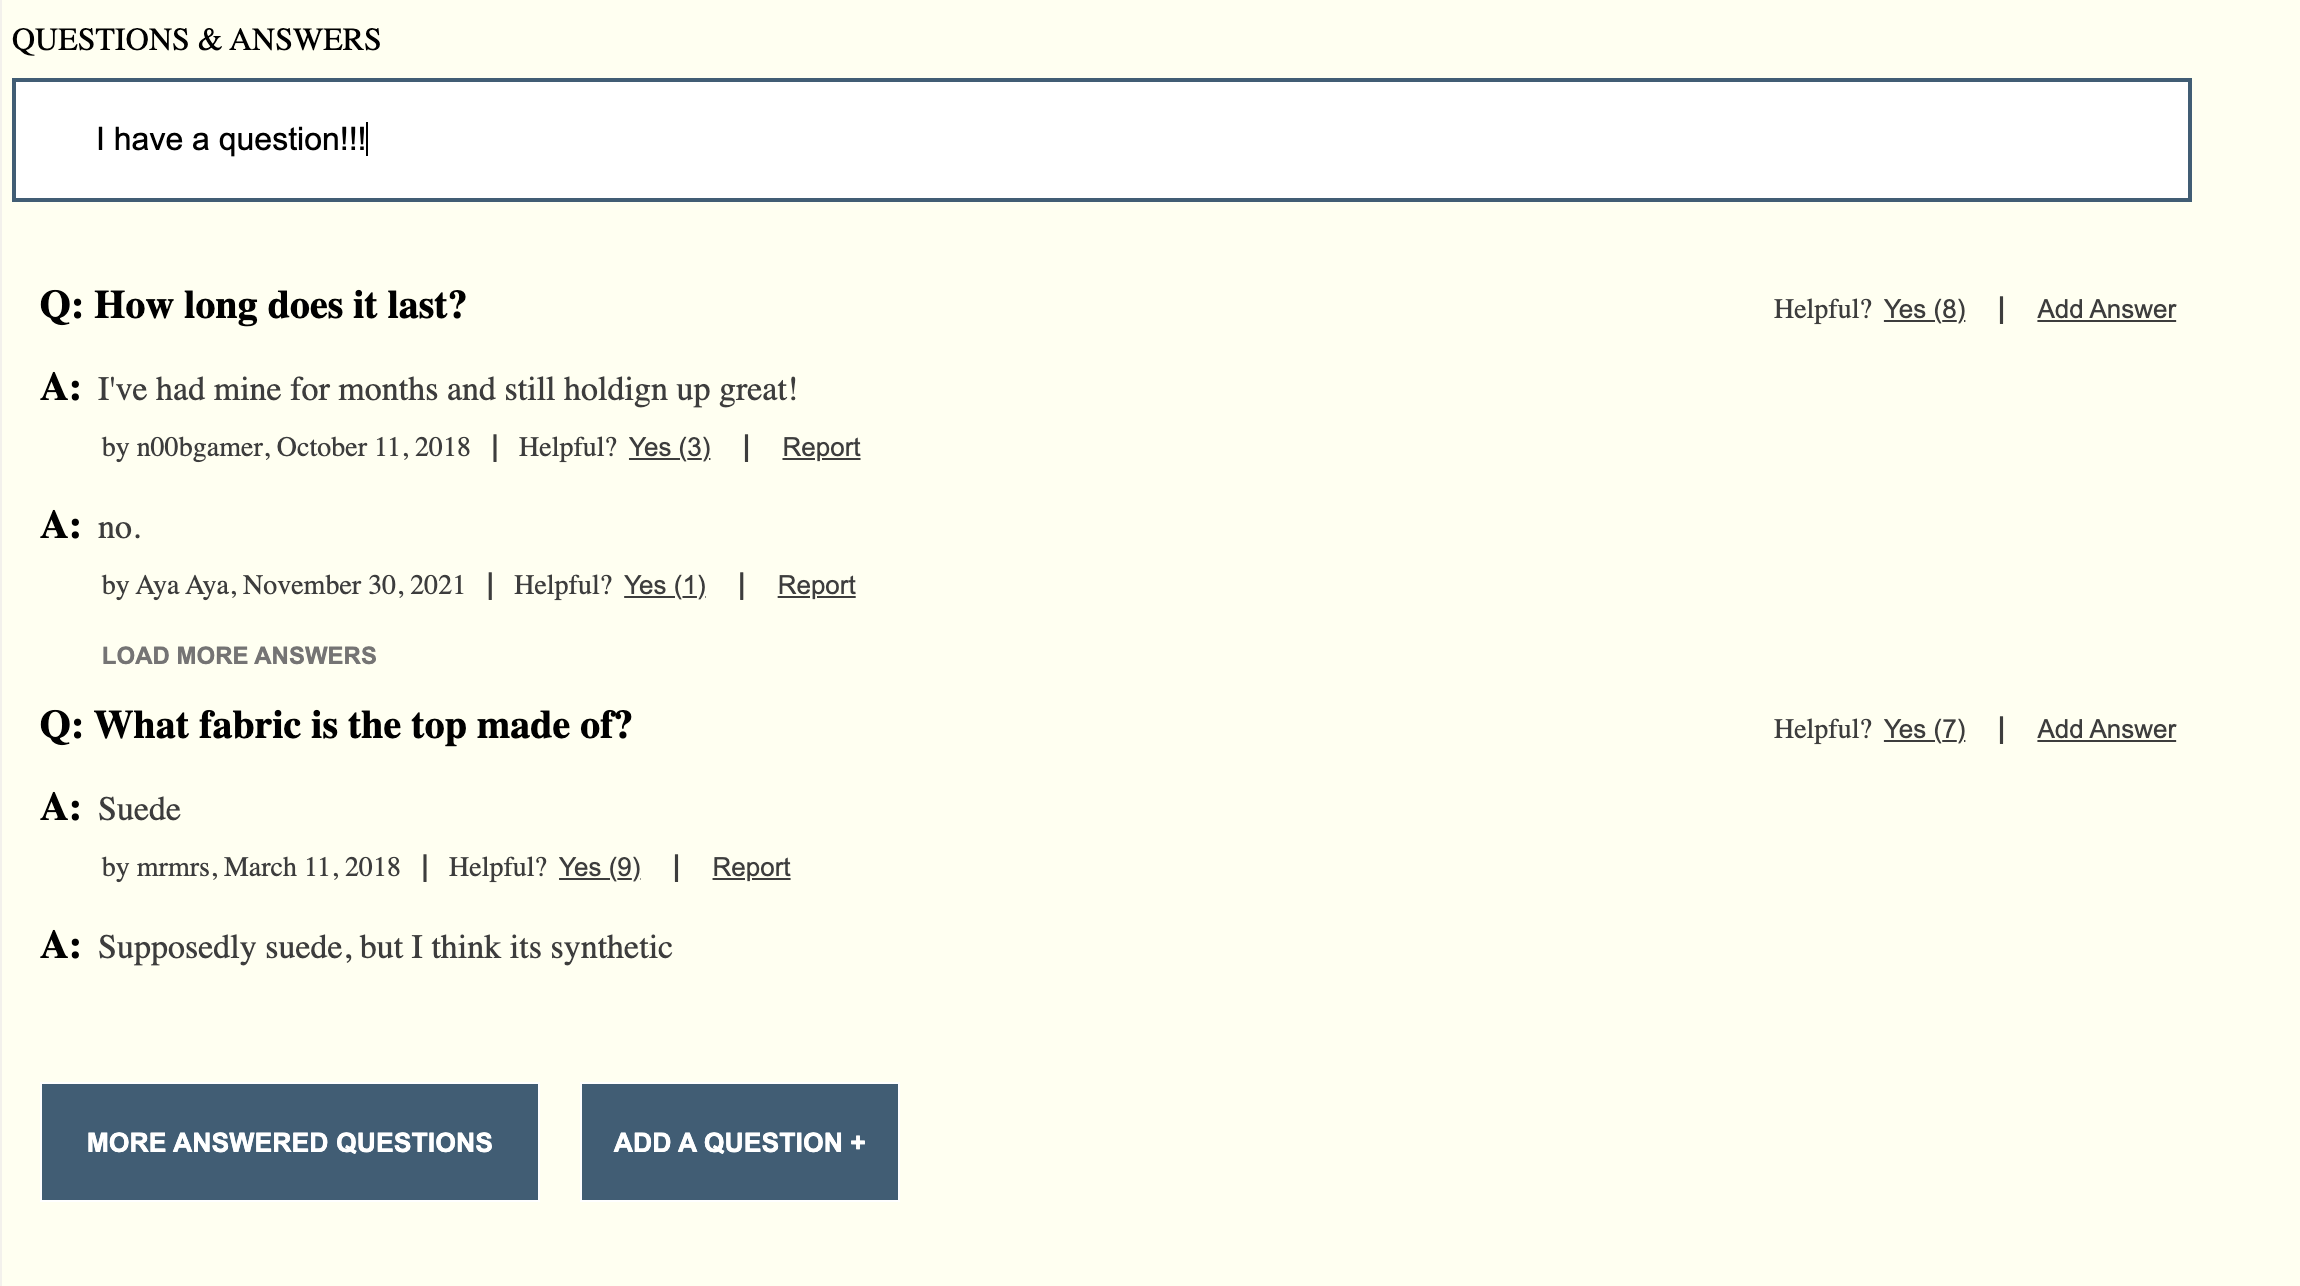 QUESTIONS & ANSWERS
I have a question!!!
Q: How long does it last?
Helpful? Yes (8) | Add Answer
A: I've had mine for months and still holdign up great!
by n00bgamer, October 11, 2018 | Helpful? Yes (3) | Report
A: no.
by Aya Aya, November 30, 2021 | Helpful? Yes (1) | Report
LOAD MORE ANSWERS
Q: What fabric is the top made of?
Helpful? Yes (7) | Add Answer
A: Suede
by mrmrs, March 11, 2018 | Helpful? Yes (9) | Report
A: Supposedly suede, but I think its synthetic
MORE ANSWERED QUESTIONS
ADD A QUESTION +